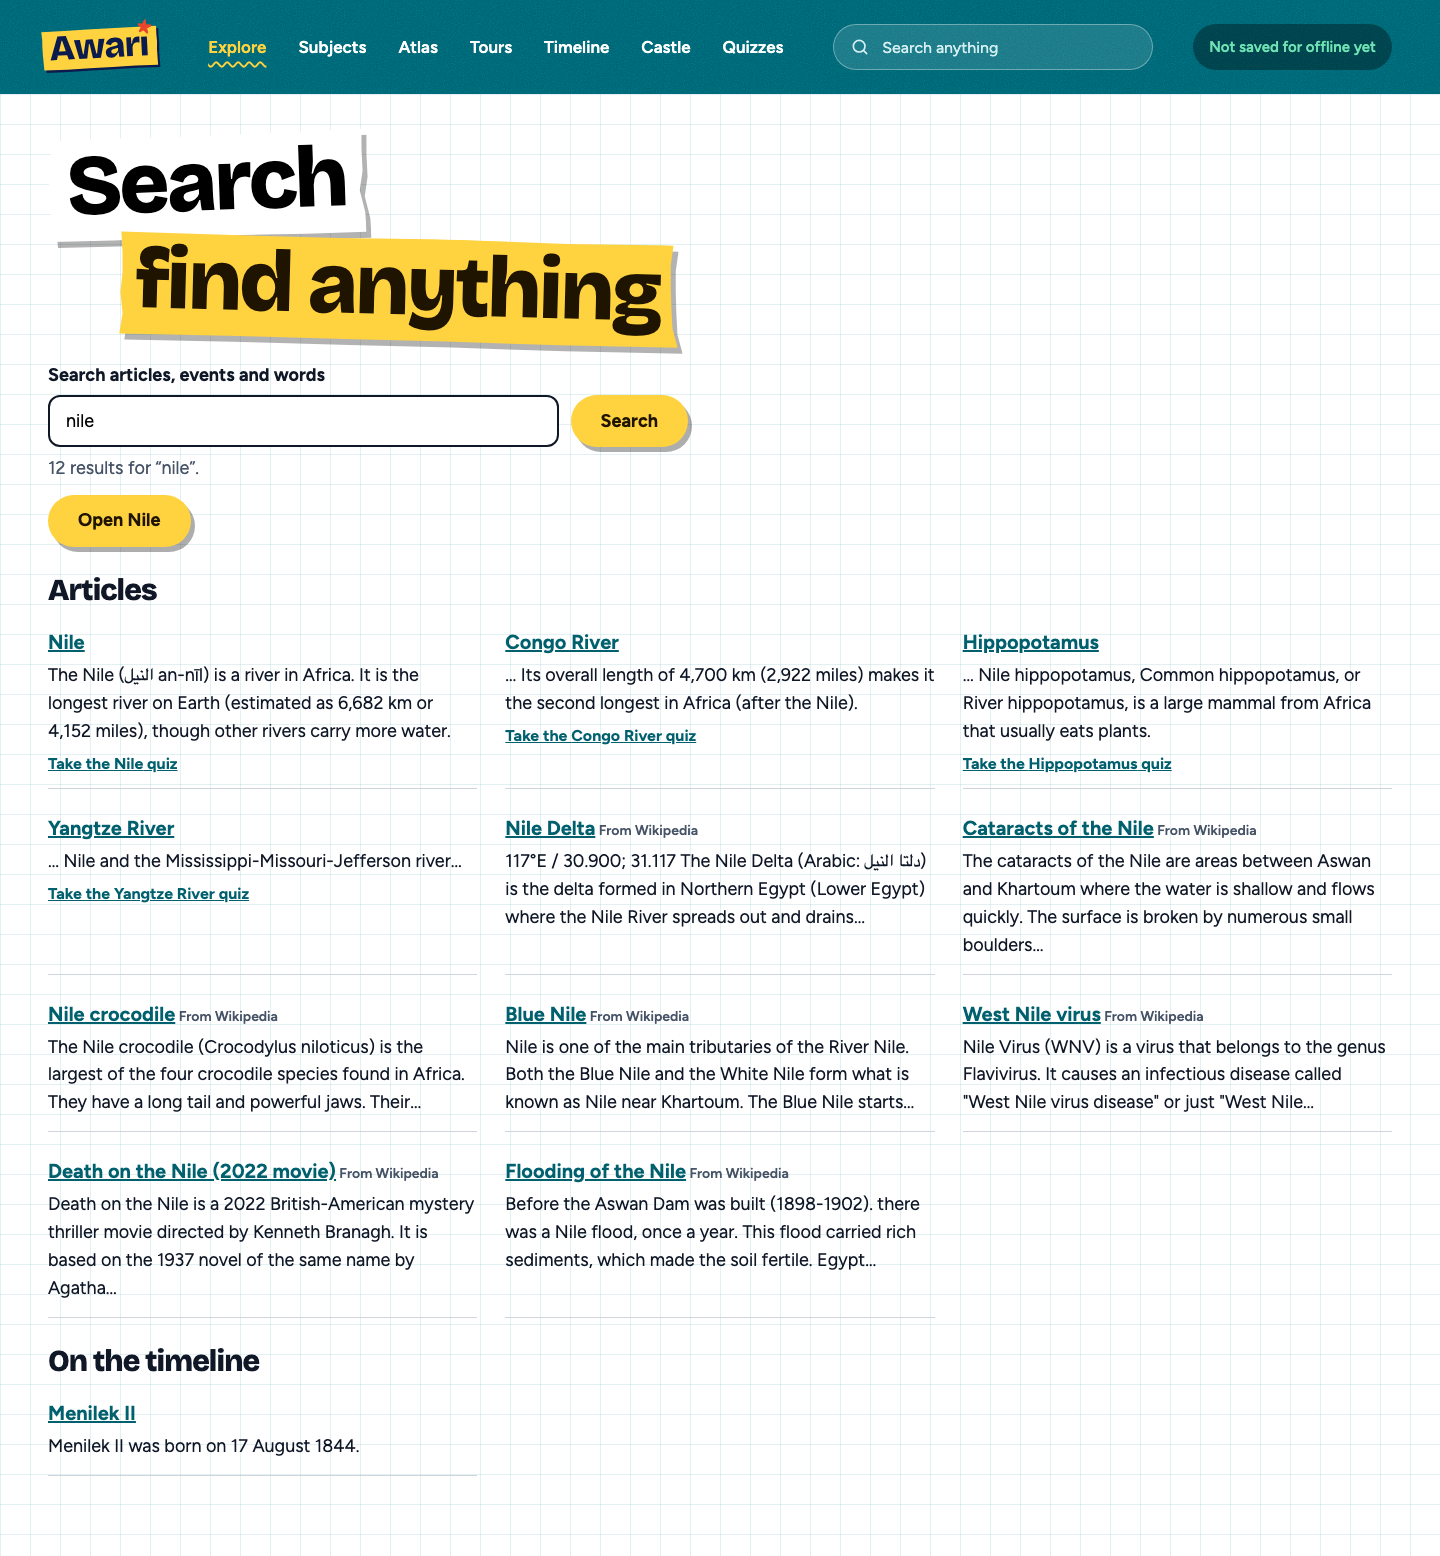 Awari
Explore
Subjects
Atlas
Tours
Timeline
Castle
Quizzes
Search anything
Not saved for offline yet
Search
find anything
Search articles, events and words
nile
Search
12 results for “nile”.
Open Nile
Articles
Nile
The Nile (النيل an-nīl) is a river in Africa. It is the
longest river on Earth (estimated as 6,682 km or
4,152 miles), though other rivers carry more water.
Take the Nile quiz
Congo River
... Its overall length of 4,700 km (2,922 miles) makes it
the second longest in Africa (after the Nile).
Take the Congo River quiz
Hippopotamus
... Nile hippopotamus, Common hippopotamus, or
River hippopotamus, is a large mammal from Africa
that usually eats plants.
Take the Hippopotamus quiz
Yangtze River
... Nile and the Mississippi-Missouri-Jefferson river...
Take the Yangtze River quiz
Nile Delta From Wikipedia
117°E / 30.900; 31.117 The Nile Delta (Arabic: دلتا النيل)
is the delta formed in Northern Egypt (Lower Egypt)
where the Nile River spreads out and drains...
Cataracts of the Nile From Wikipedia
The cataracts of the Nile are areas between Aswan
and Khartoum where the water is shallow and flows
quickly. The surface is broken by numerous small
boulders...
Nile crocodile From Wikipedia
The Nile crocodile (Crocodylus niloticus) is the
largest of the four crocodile species found in Africa.
They have a long tail and powerful jaws. Their...
Blue Nile From Wikipedia
Nile is one of the main tributaries of the River Nile.
Both the Blue Nile and the White Nile form what is
known as Nile near Khartoum. The Blue Nile starts...
West Nile virus From Wikipedia
Nile Virus (WNV) is a virus that belongs to the genus
Flavivirus. It causes an infectious disease called
"West Nile virus disease" or just "West Nile...
Death on the Nile (2022 movie) From Wikipedia
Death on the Nile is a 2022 British-American mystery
thriller movie directed by Kenneth Branagh. It is
based on the 1937 novel of the same name by
Agatha...
Flooding of the Nile From Wikipedia
Before the Aswan Dam was built (1898-1902). there
was a Nile flood, once a year. This flood carried rich
sediments, which made the soil fertile. Egypt...
On the timeline
Menilek II
Menilek II was born on 17 August 1844.